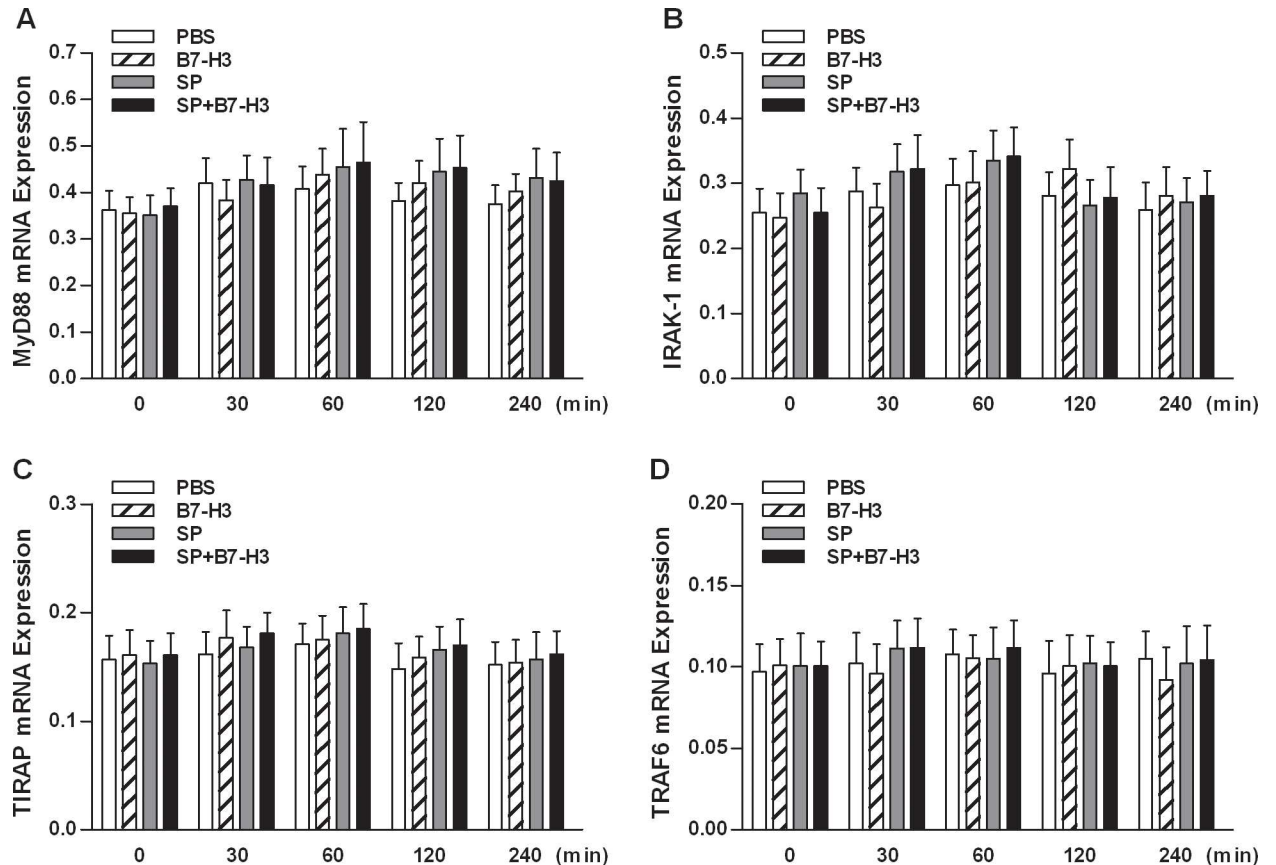 A
MyD88 mRNA Expression
0.7
0.6
0.5
0.4
0.3
0.2
0.1
0.0
PBS
B7-H3
SP
SP+B7-H3
0 30 60 120 240 (min)
B
IRAK-1 mRNA Expression
0.5
0.4
0.3
0.2
0.1
0.0
PBS
B7-H3
SP
SP+B7-H3
0 30 60 120 240 (min)
C
TIRAP mRNA Expression
0.3
0.2
0.1
0.0
PBS
B7-H3
SP
SP+B7-H3
0 30 60 120 240 (min)
D
TRAF6 mRNA Expression
0.20
0.15
0.10
0.05
0.00
PBS
B7-H3
SP
SP+B7-H3
0 30 60 120 240 (min)